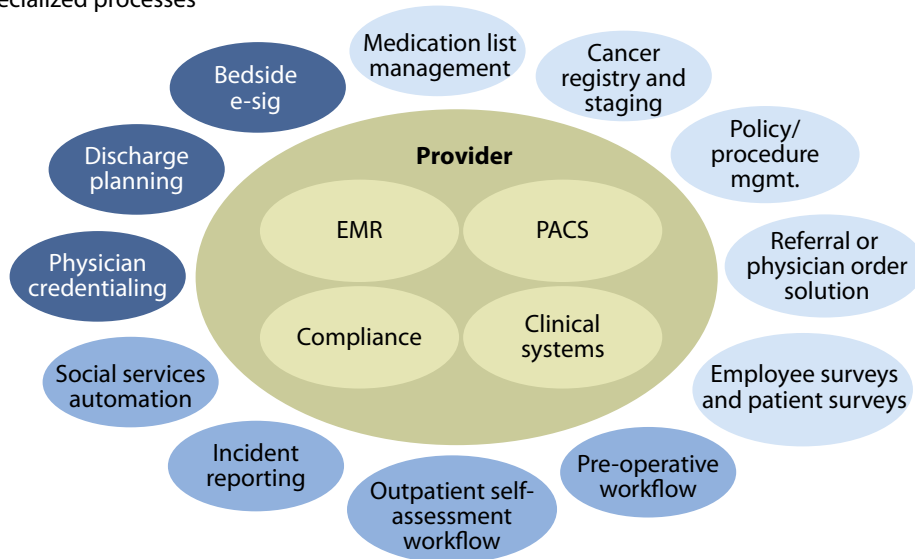 ecialized processes
Medication list
management
Cancer
registry and
staging
Bedside
e-sig
Policy/
procedure
mgmt.
Discharge
planning
Provider
EMR
PACS
Physician
credentialing
Referral or
physician order
solution
Compliance
Clinical
systems
Social services
automation
Employee surveys
and patient surveys
Incident
reporting
Pre-operative
workflow
Outpatient self-
assessment
workflow